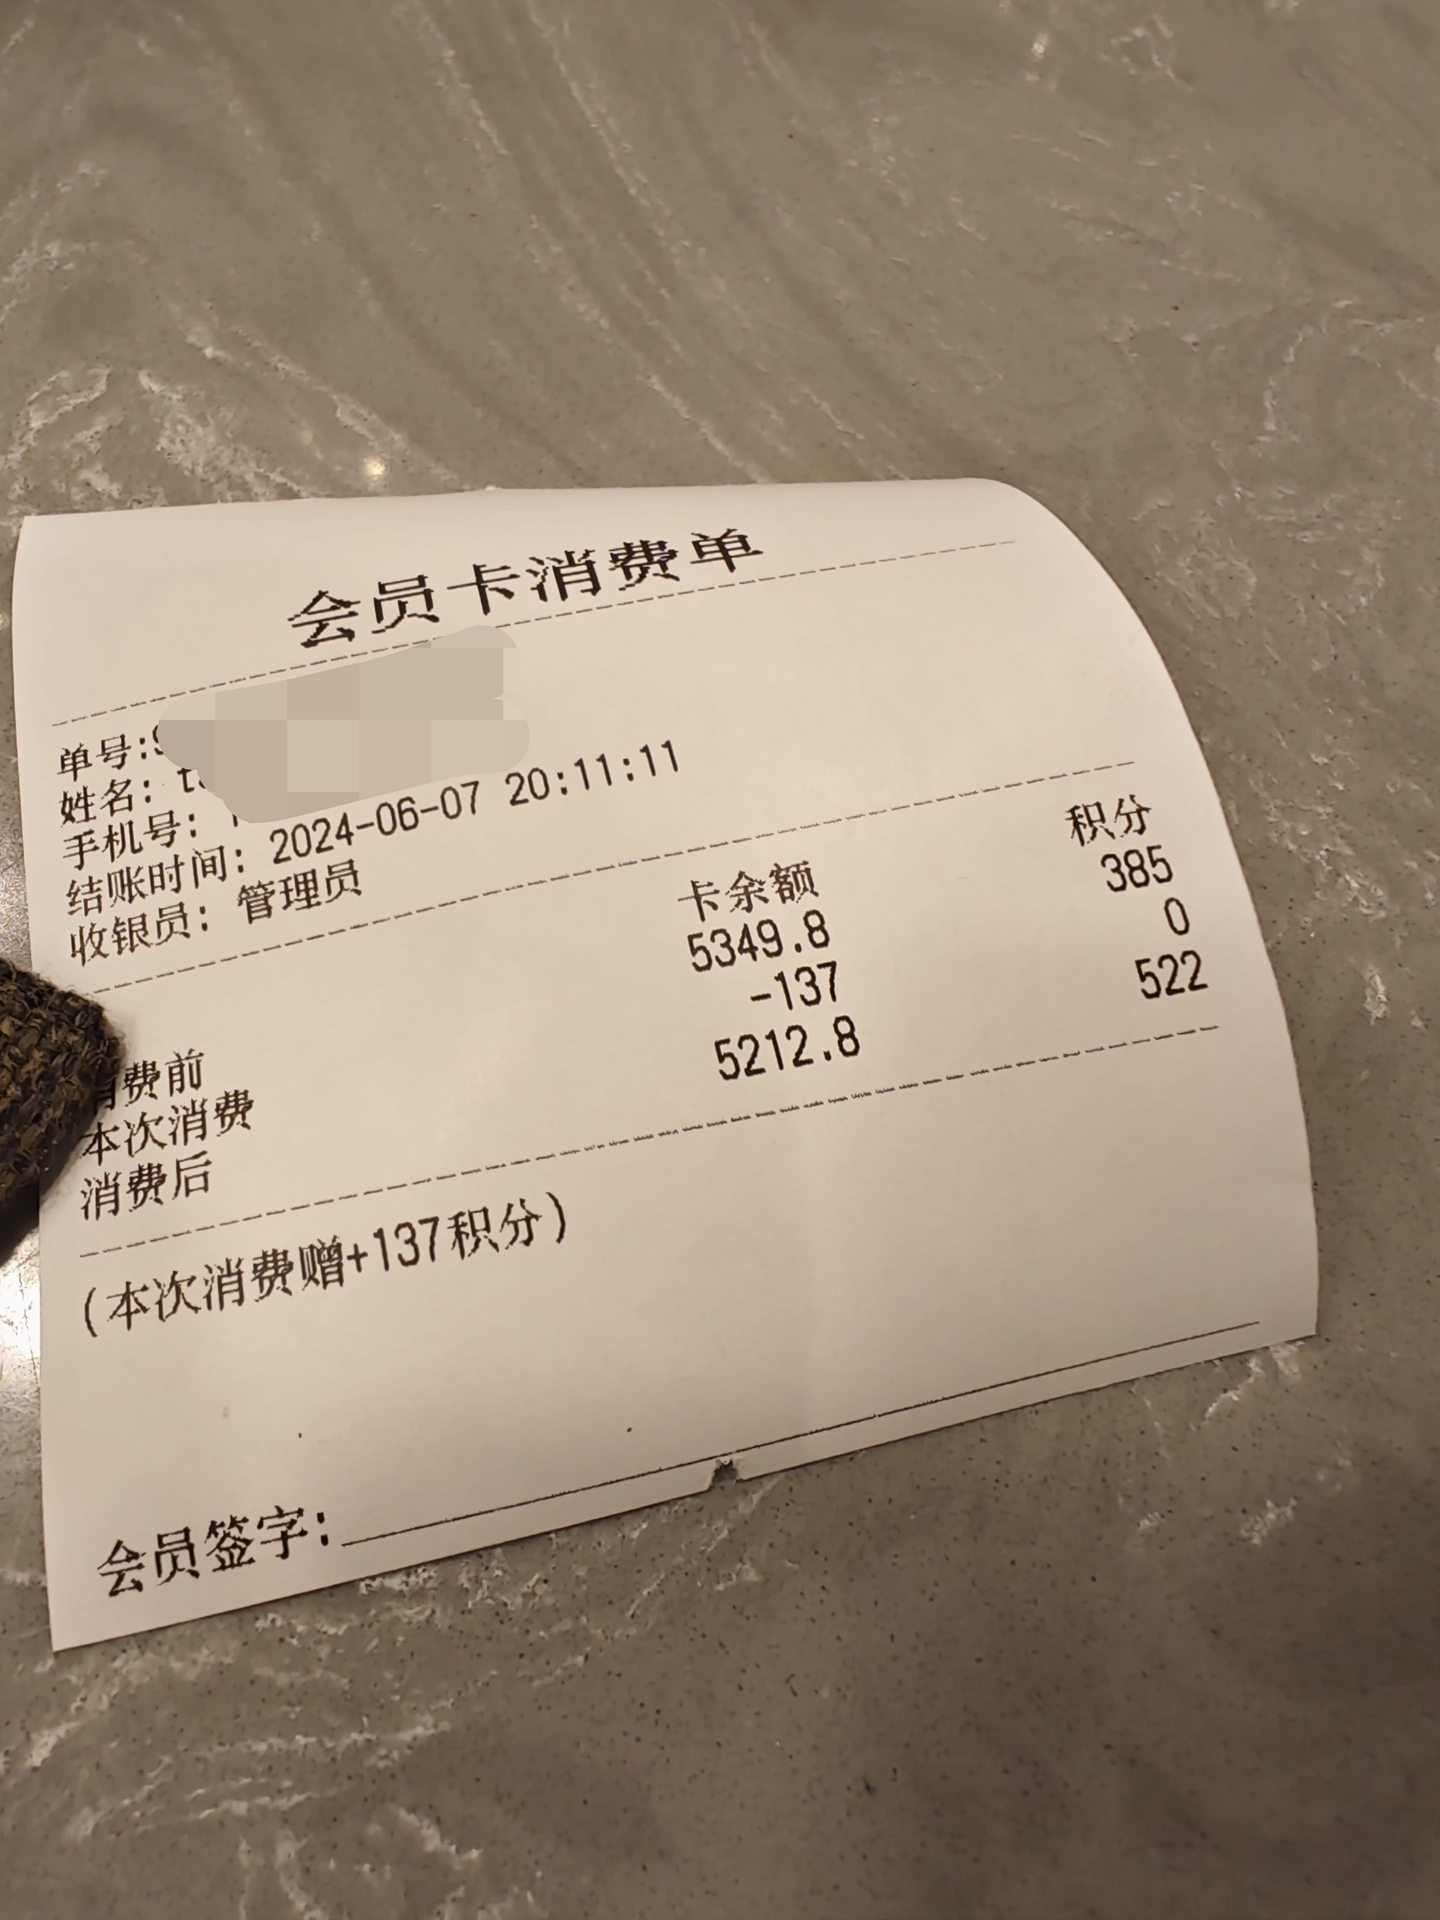 会员卡消费单
单号:
姓名:
手机号:
结账时间: 2024-06-07 20:11:11
收银员: 管理员
卡余额 积分
消费前 5349.8 385
本次消费 -137 0
消费后 5212.8 522
(本次消费赠+137积分)
会员签字: